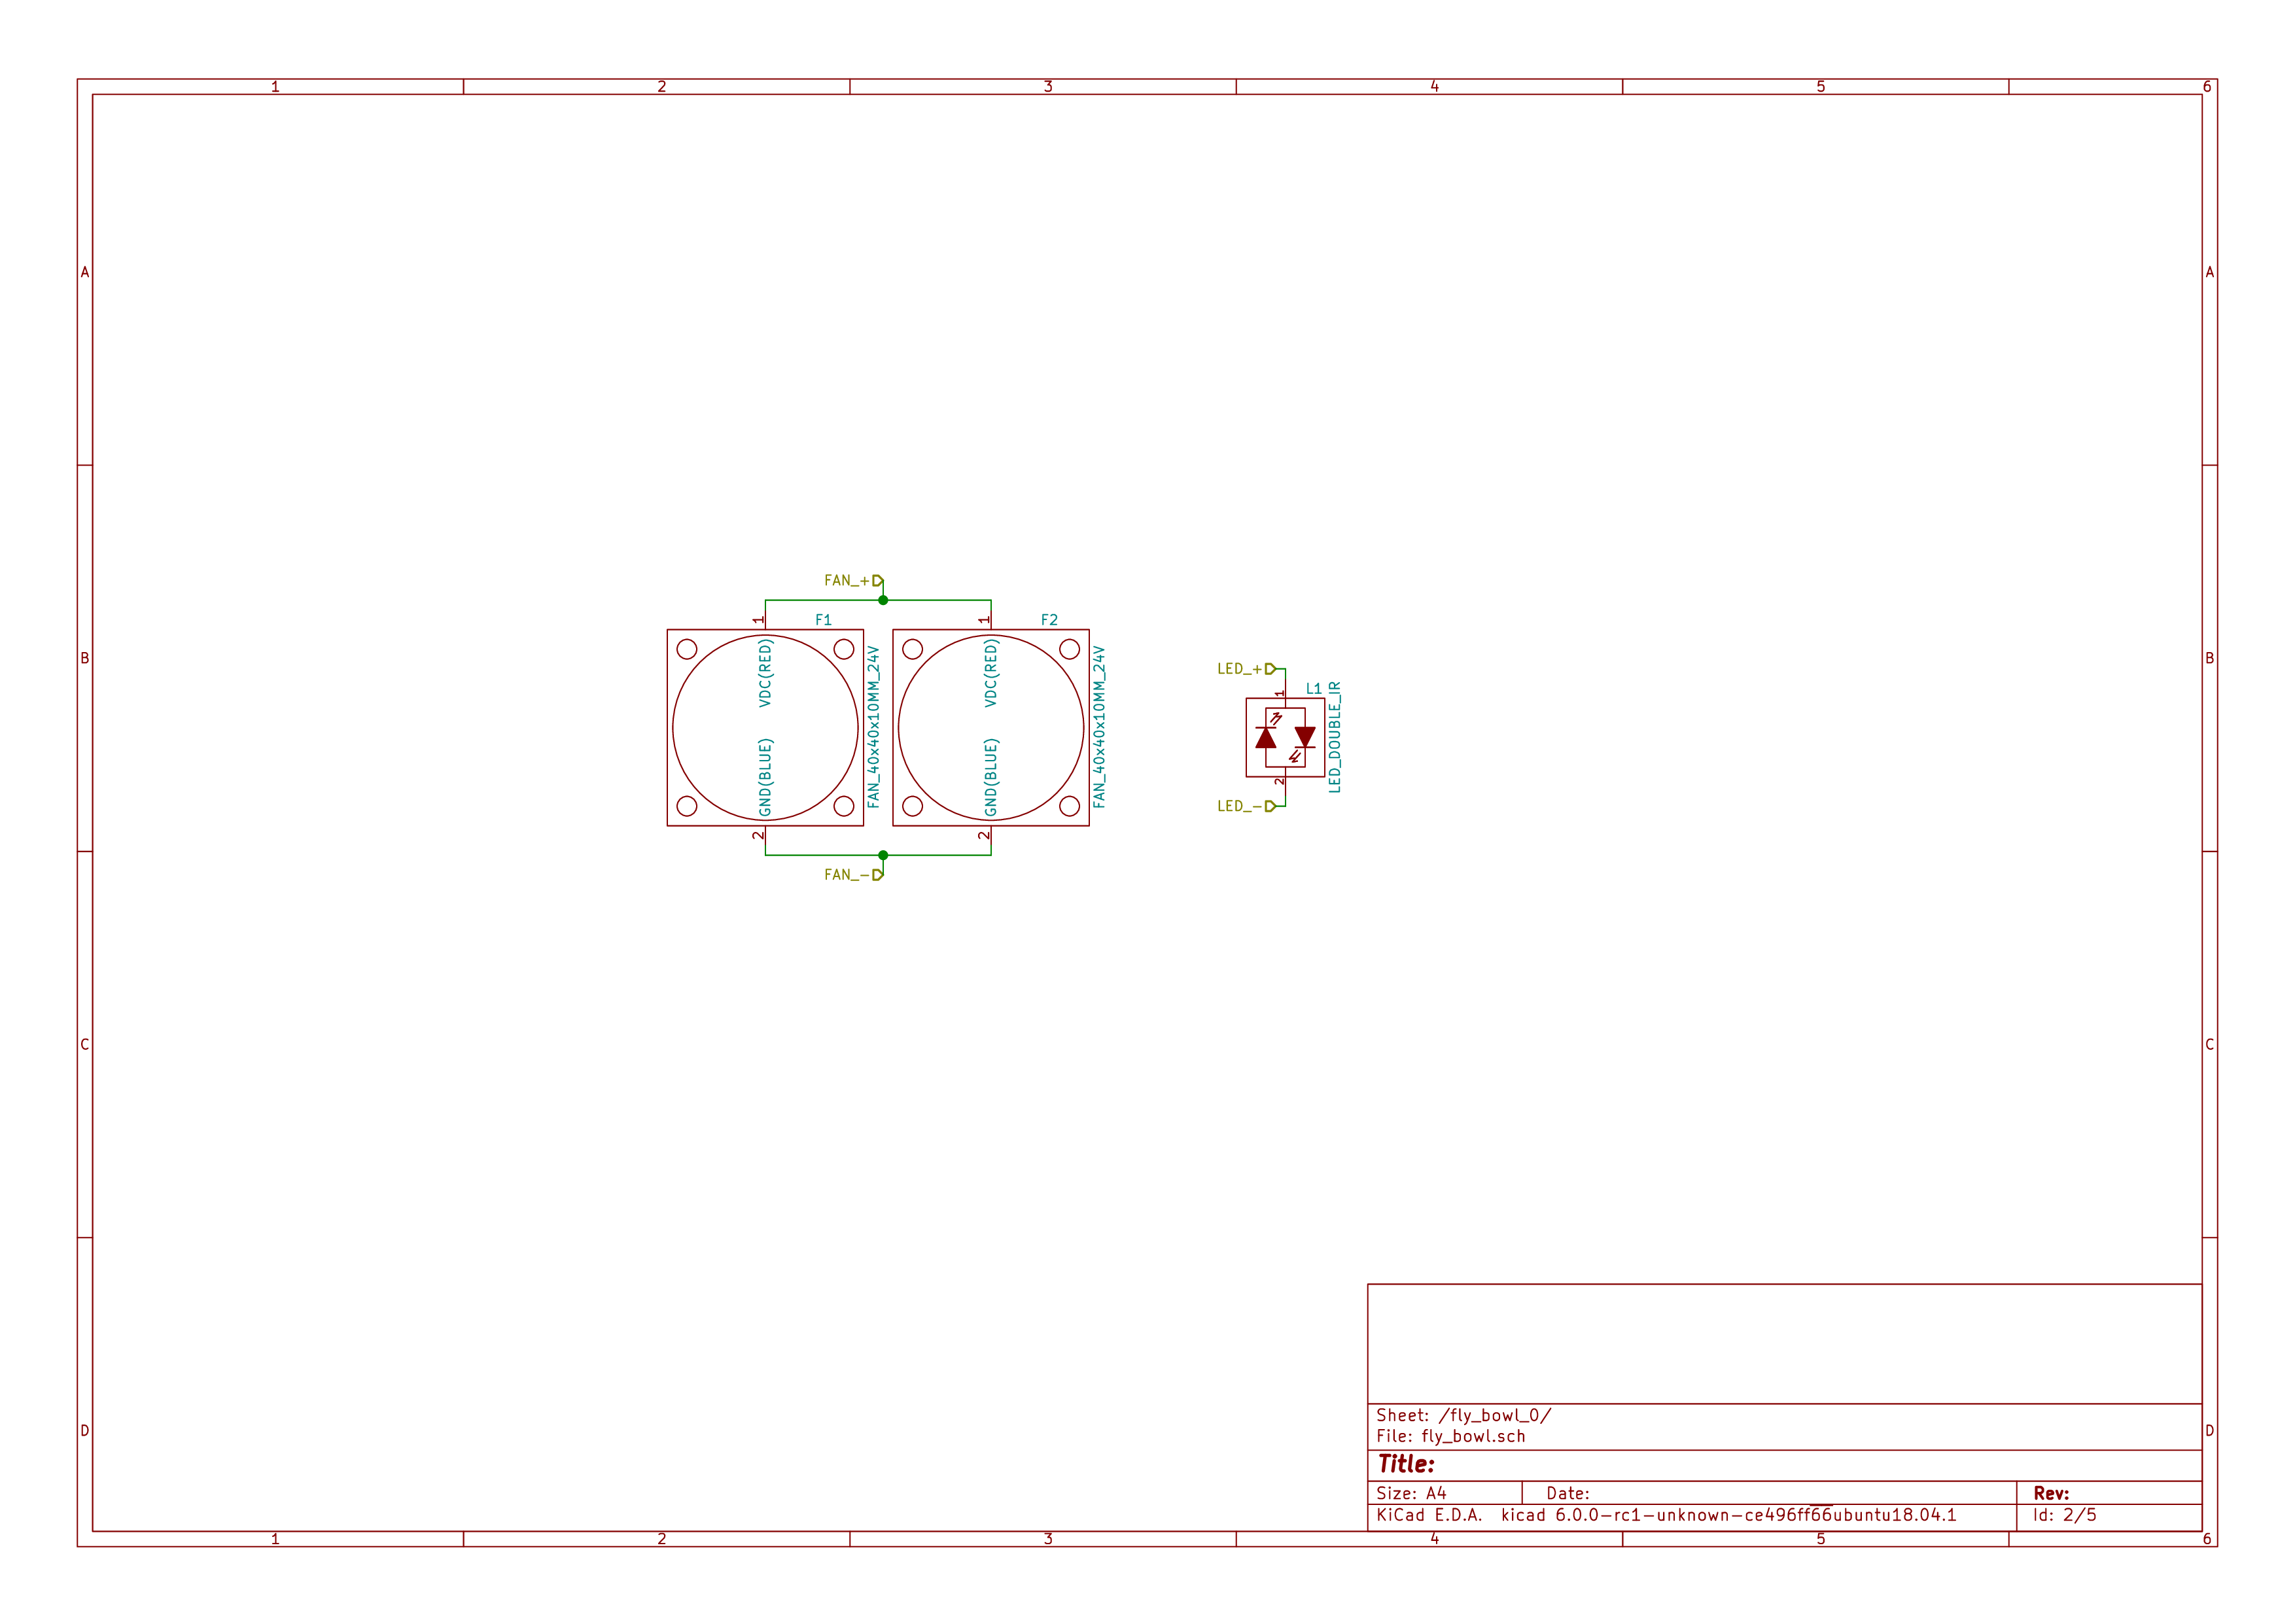 1 2 3 4 5 6
A A
FAN_+
F1 F2
1 1
VDC(RED) VDC(RED)
GND(BLUE) GND(BLUE)
FAN_40x40x10MM_24V FAN_40x40x10MM_24V
2 2
FAN_-
B B
LED_+
L1
1
LED_DOUBLE_IR
2
LED_-
C C
D D
Sheet: /fly_bowl_0/
File: fly_bowl.sch
Title:
Size: A4 Date: Rev:
KiCad E.D.A. kicad 6.0.0-rc1-unknown-ce496ff66ubuntu18.04.1 Id: 2/5
1 2 3 4 5 6